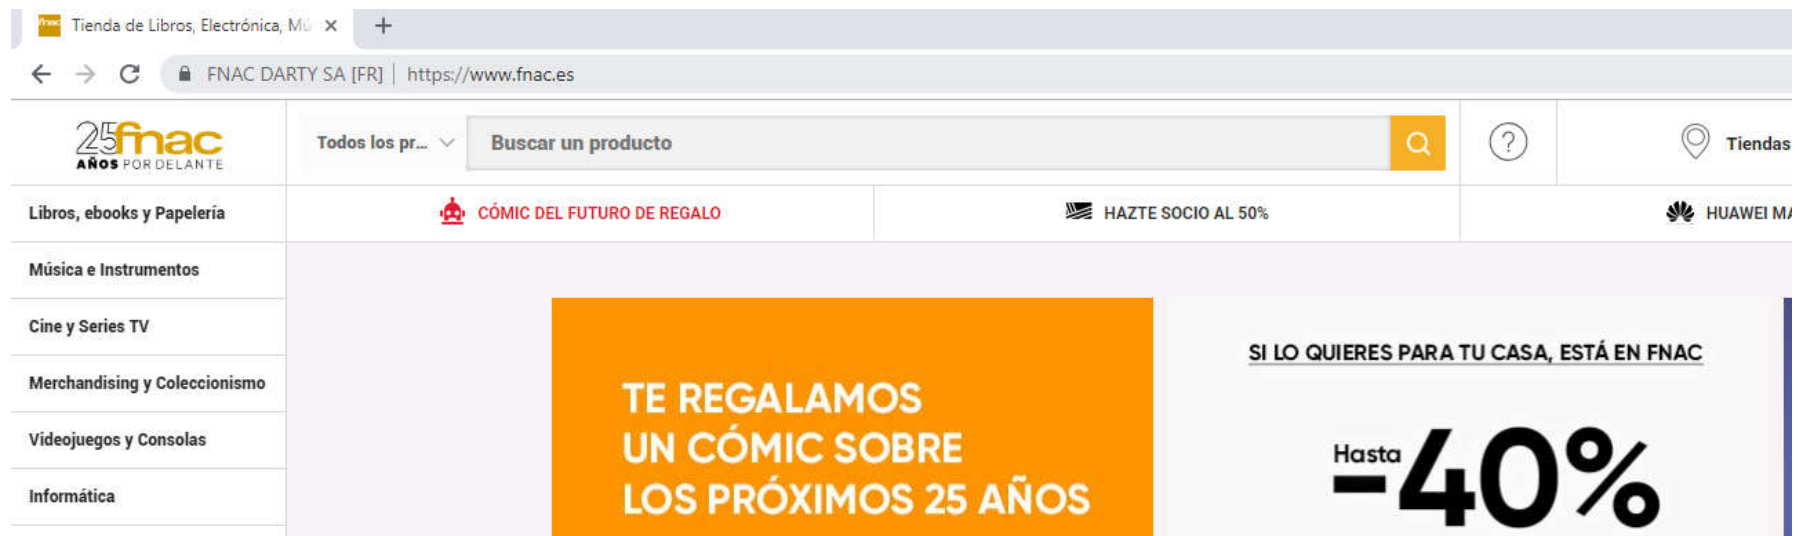 fnac Tienda de Libros, Electrónica, Mú
FNAC DARTY SA [FR] | https://www.fnac.es
25 fnac
AÑOS POR DELANTE
Todos los pr...
Buscar un producto
?
Tiendas
Libros, ebooks y Papelería
CÓMIC DEL FUTURO DE REGALO
HAZTE SOCIO AL 50%
HUAWEI MA
Música e Instrumentos
Cine y Series TV
Merchandising y Coleccionismo
Videojuegos y Consolas
Informática
TE REGALAMOS
UN CÓMIC SOBRE
LOS PRÓXIMOS 25 AÑOS
SI LO QUIERES PARA TU CASA, ESTÁ EN FNAC
Hasta
-40%